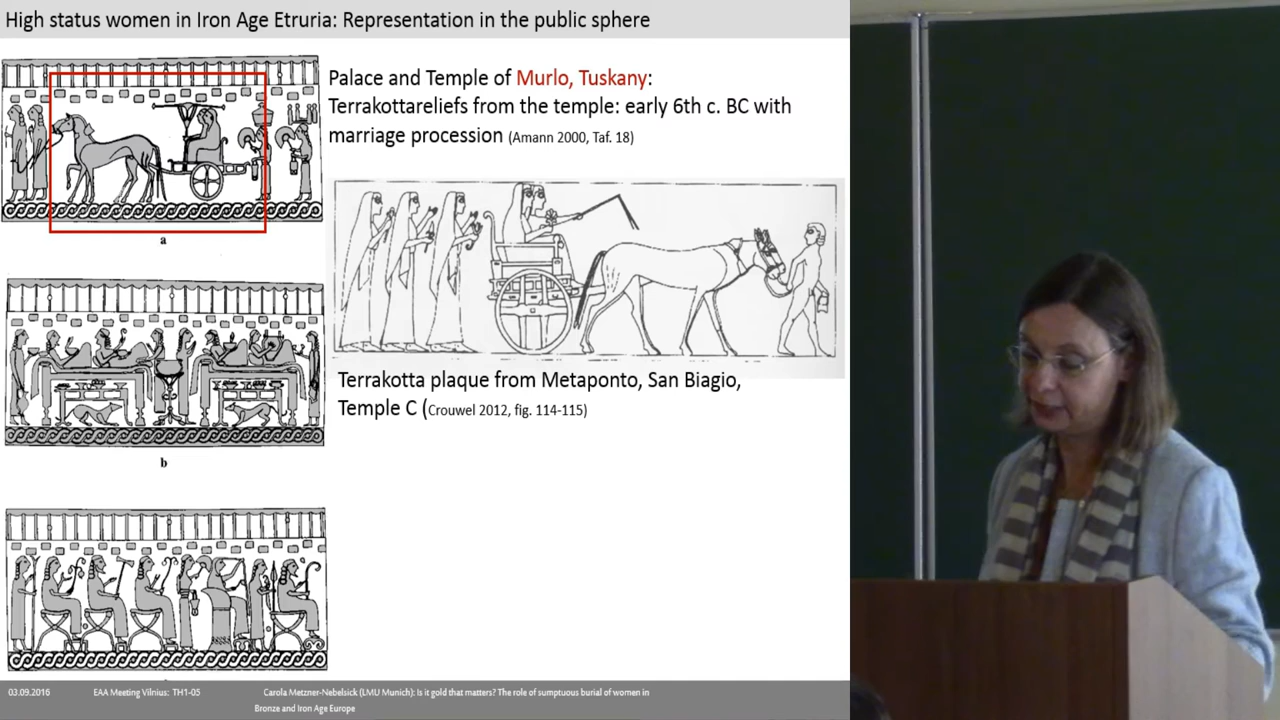 High status women in Iron Age Etruria: Representation in the public sphere
Palace and Temple of Murlo, Tuskany:
Terrakottareliefs from the temple: early 6th c. BC with
marriage procession (Amann 2000, Taf. 18)
a
Terrakotta plaque from Metaponto, San Biagio,
Temple C (Crouwel 2012, fig. 114-115)
b
03.09.2016 EAA Meeting Vilnius: TH1-05 Carola Metzner-Nebelsick (LMU Munich): Is it gold that matters? The role of sumptuous burial of women in
Bronze and Iron Age Europe